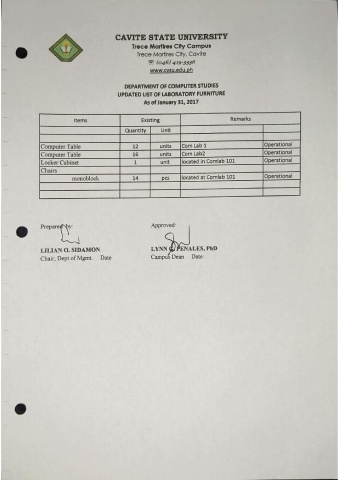 CAVITE STATE UNIVERSITY
Trece Martires City Campus
Trece Martires City, Cavite
☏ (046) 419-3336
www.cvsu.edu.ph
DEPARTMENT OF COMPUTER STUDIES
UPDATED LIST OF LABORATORY FURNITURE
As of January 31, 2017
Items Existing Remarks
Quantity Unit
Computer Table 12 units Com Lab 1 Operational
Computer Table 16 units Com Lab2 Operational
Locker Cabinet 1 unit located in Comlab 101 Operational
Chairs
monoblock 14 pcs located at Comlab 101 Operational
Prepared by: Approved:
LILIAN O. SIDAMON LYNN G. PENALES, PhD
Chair, Dept of Mgmt Date Campus Dean Date